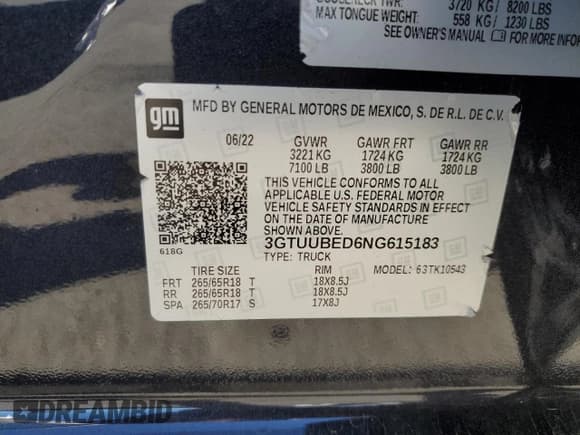 3720 KG / 8200 LBS
MAX TONGUE WEIGHT: 558 KG / 1230 LBS
SEE OWNER'S MANUAL
gm
MFD BY GENERAL MOTORS DE MEXICO, S. DE R.L. DE C.V.
06/22 GVWR GAWR FRT GAWR RR
3221 KG 1724 KG 1724 KG
7100 LB 3800 LB 3800 LB
THIS VEHICLE CONFORMS TO ALL
APPLICABLE U.S. FEDERAL MOTOR
VEHICLE SAFETY STANDARDS IN EFFECT
ON THE DATE OF MANUFACTURE
SHOWN ABOVE.
618G
3GTUUBED6NG615183
TYPE: TRUCK
TIRE SIZE RIM MODEL: 63TK10543
FRT 265/65R18 T 18X8.5J
RR 265/65R18 T 18X8.5J
SPA 265/70R17 S 17X8J
DREAMBID